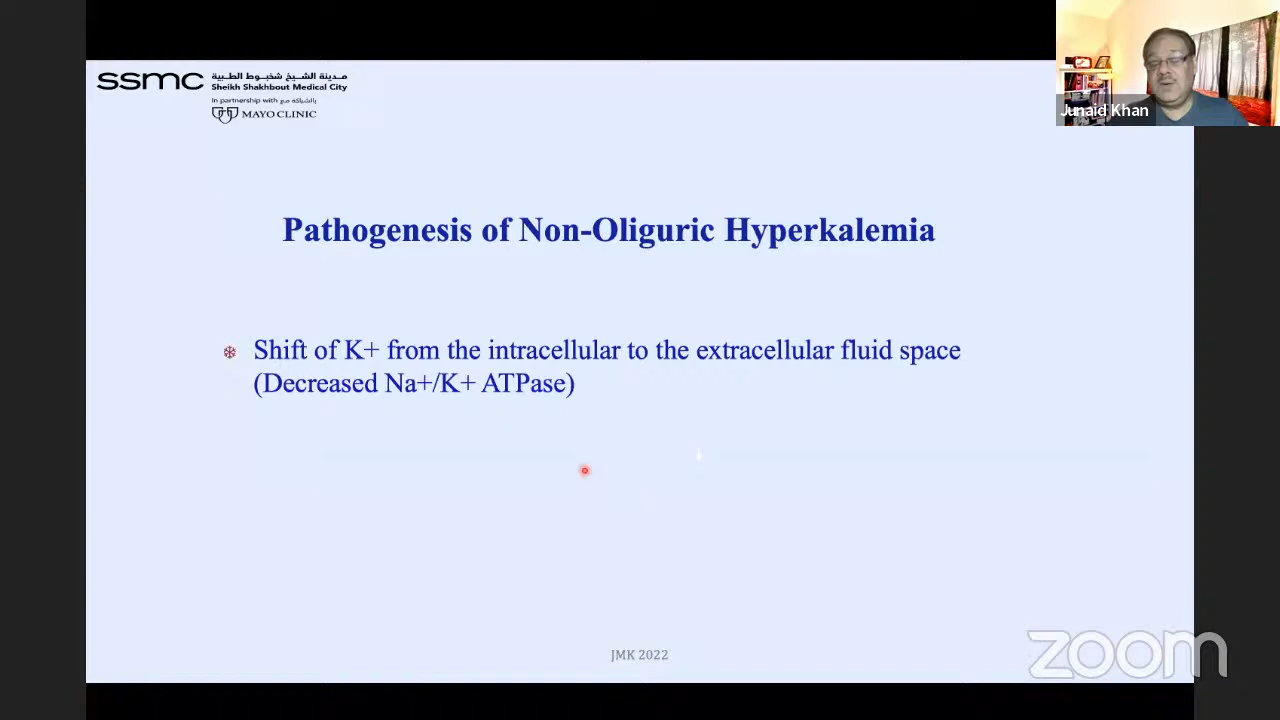 ssmc
مدينة الشيخ شخبوط الطبية
Sheikh Shakhbout Medical City
In partnership with بالشراكة مع
MAYO CLINIC
Junaid Khan
Pathogenesis of Non-Oliguric Hyperkalemia
Shift of K+ from the intracellular to the extracellular fluid space
(Decreased Na+/K+ ATPase)
JMK 2022
zoom